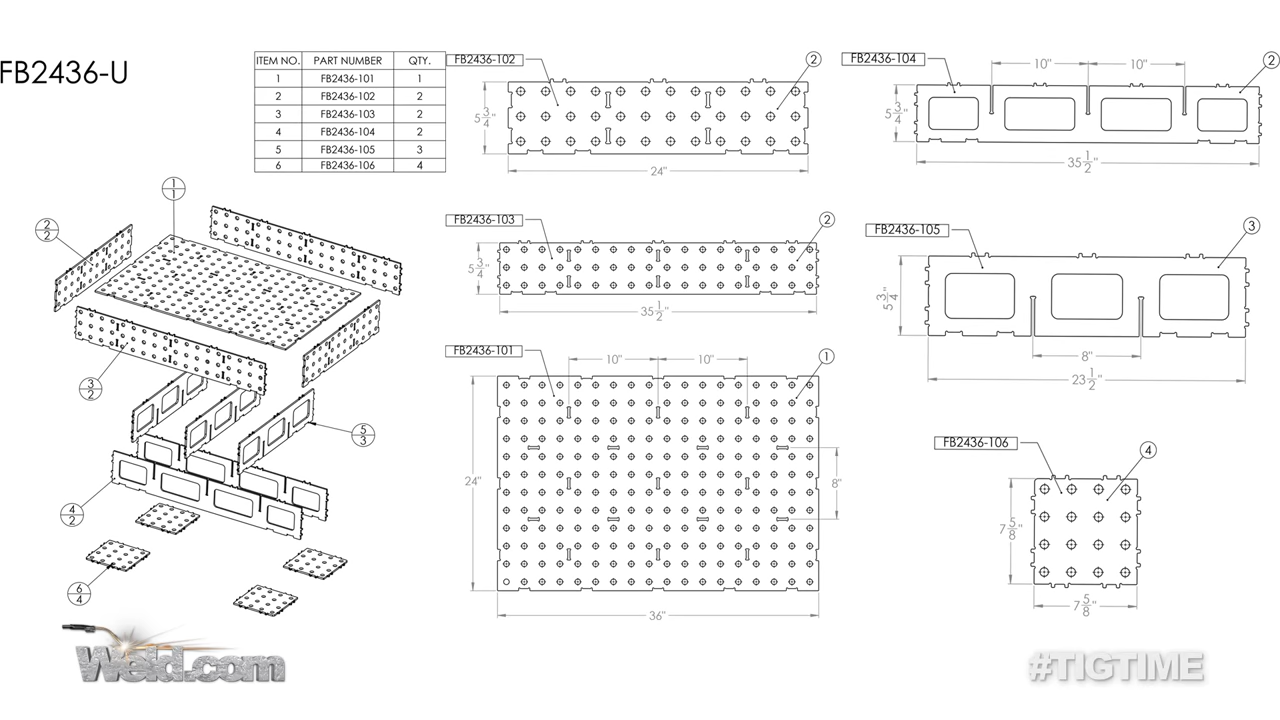 FB2436-U
ITEM NO. PART NUMBER QTY.
1 FB2436-101 1
2 FB2436-102 2
3 FB2436-103 2
4 FB2436-104 2
5 FB2436-105 3
6 FB2436-106 4
FB2436-102
2
5 3/4"
24"
FB2436-104
2
10"
10"
5 3/4"
35 1/2"
FB2436-103
2
5 3/4"
35 1/2"
FB2436-105
3
5 3/4"
8"
23 1/2"
FB2436-101
1
10"
10"
24"
8"
36"
FB2436-106
4
7 5/8"
7 5/8"
1
1
2
2
3
2
5
3
4
2
6
4
Weld.com
#TIGTIME